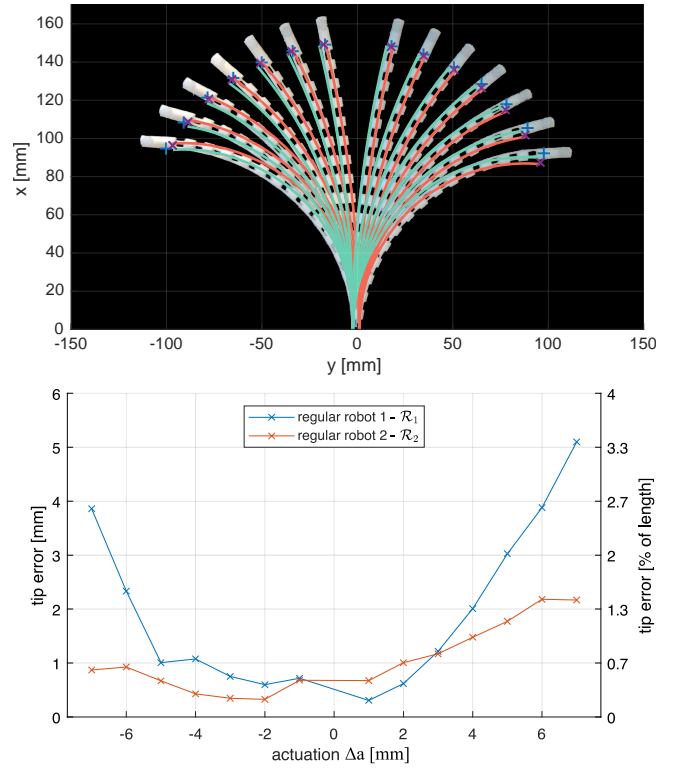 160
140
120
100
80
60
40
20
0
x [mm]
-150 -100 -50 0 50 100 150
y [mm]
6
5
4
3
2
1
0
tip error [mm]
regular robot 1 - ℛ₁
regular robot 2 - ℛ₂
4
3.3
2.7
2
1.3
0.7
0
tip error [% of length]
-6 -4 -2 0 2 4 6
actuation Δa [mm]